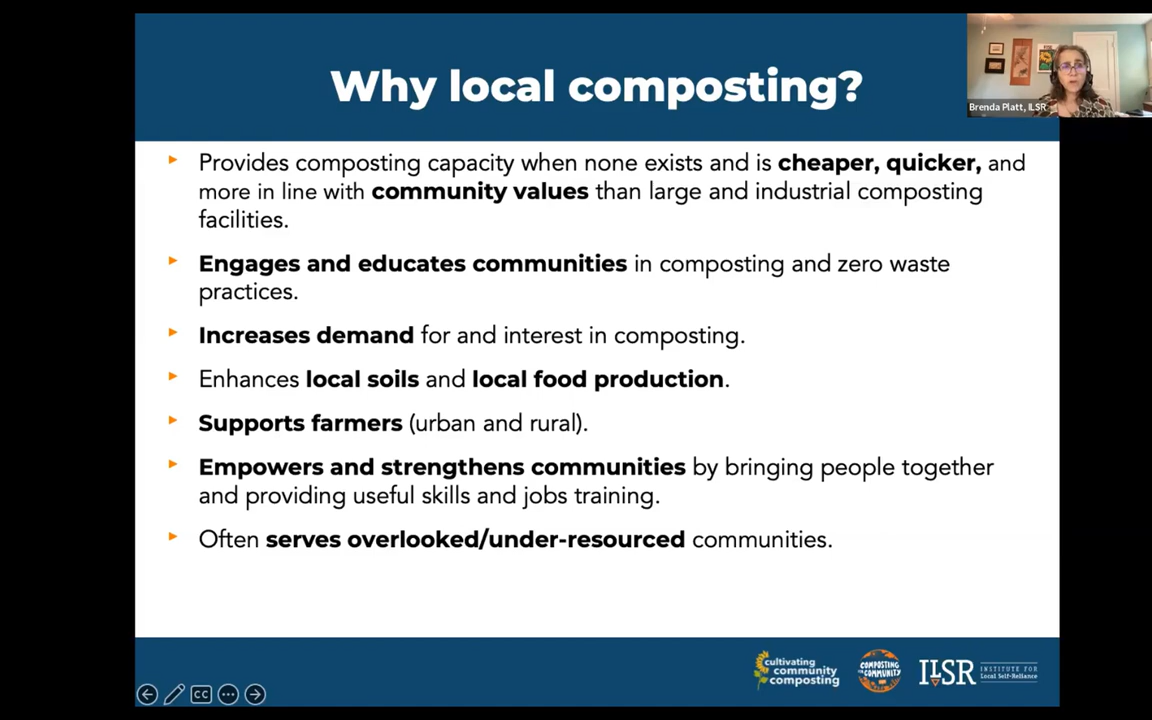 Why local composting?
Brenda Platt, ILSR
Provides composting capacity when none exists and is cheaper, quicker, and
more in line with community values than large and industrial composting
facilities.
Engages and educates communities in composting and zero waste
practices.
Increases demand for and interest in composting.
Enhances local soils and local food production.
Supports farmers (urban and rural).
Empowers and strengthens communities by bringing people together
and providing useful skills and jobs training.
Often serves overlooked/under-resourced communities.
cultivating
community
composting
COMPOSTING
COMMUNITY
ILSR
INSTITUTE FOR
Local Self-Reliance
CC